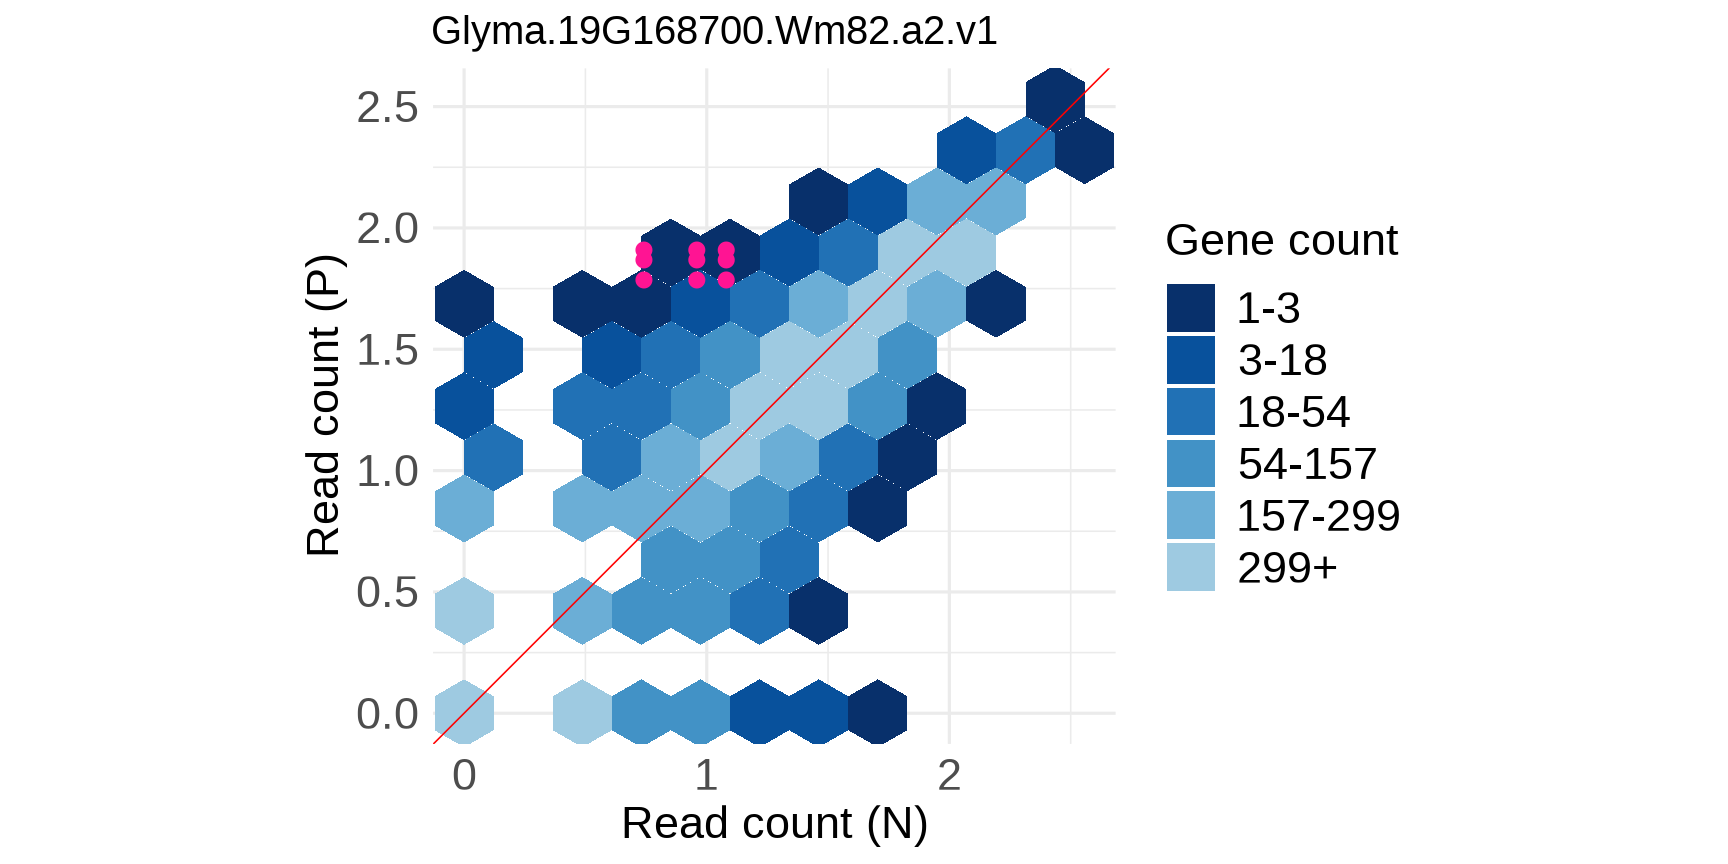 Glyma.19G168700.Wm82.a2.v1
2.5
2.0
1.5
1.0
0.5
0.0
Read count (P)
0 1 2
Read count (N)
Gene count
1-3
3-18
18-54
54-157
157-299
299+